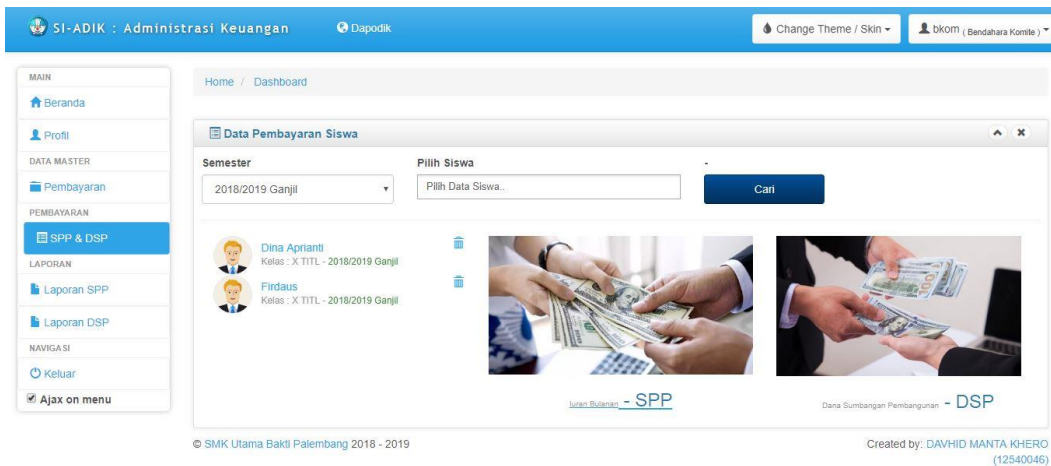 SI-ADIK : Administrasi Keuangan
Dapodik
Change Theme / Skin
bkom ( Bendahara Komite )
MAIN
Beranda
Profil
DATA MASTER
Pembayaran
PEMBAYARAN
SPP & DSP
LAPORAN
Laporan SPP
Laporan DSP
NAVIGASI
Keluar
Ajax on menu
Home / Dashboard
Data Pembayaran Siswa
Semester
Pilih Siswa
-
2018/2019 Ganjil
Pilih Data Siswa..
Cari
Dina Aprianti
Kelas : X TITL - 2018/2019 Ganjil
Firdaus
Kelas : X TITL - 2018/2019 Ganjil
Iuran Bulanan - SPP
Dana Sumbangan Pembangunan - DSP
© SMK Utama Bakti Palembang 2018 - 2019
Created by: DAVHID MANTA KHERO
(12540046)